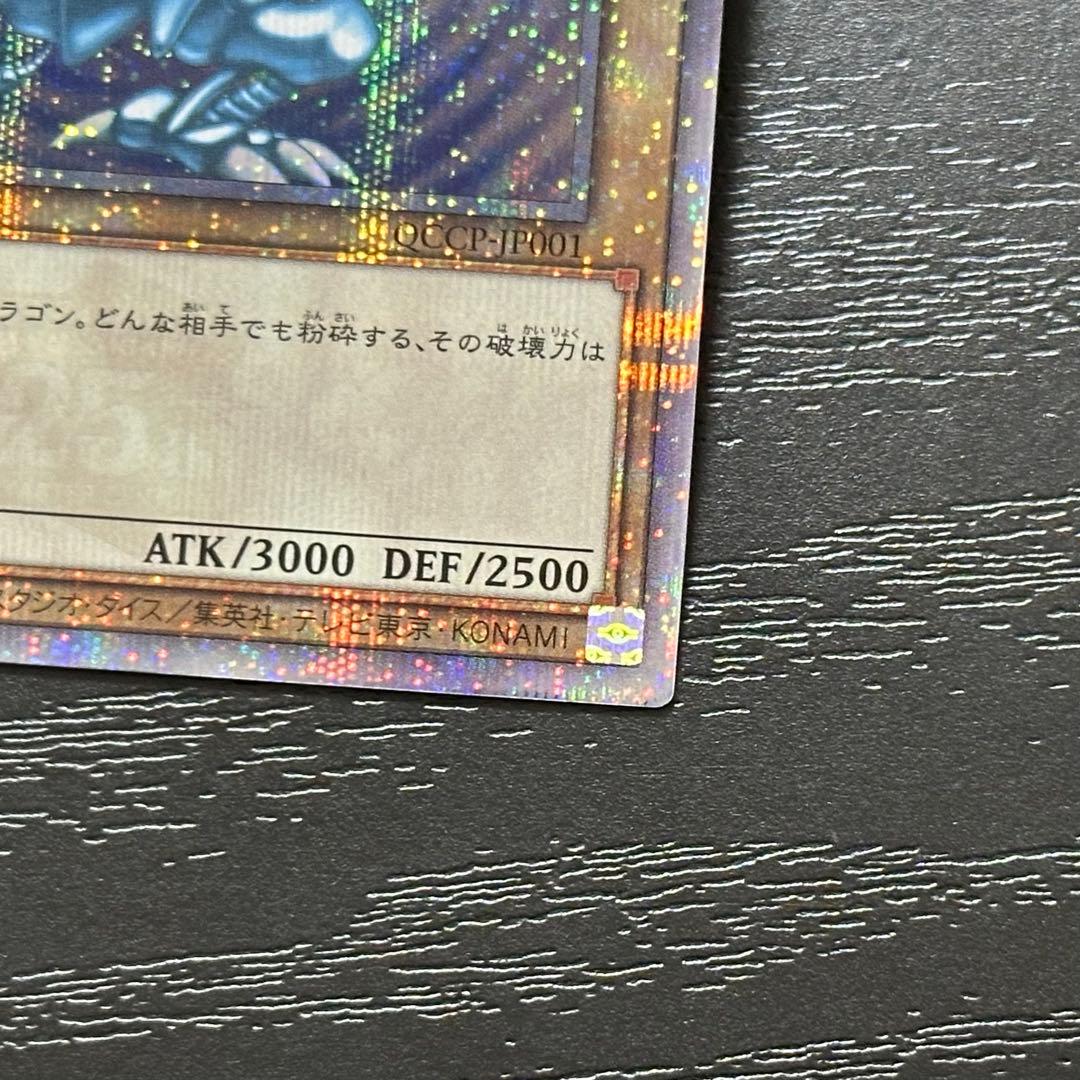 QCCP-JP001
ラゴン。どんな相手でも粉砕する、その破壊力は
ATK/3000 DEF/2500
スタジオ・ダイス/集英社・テレビ東京・KONAMI